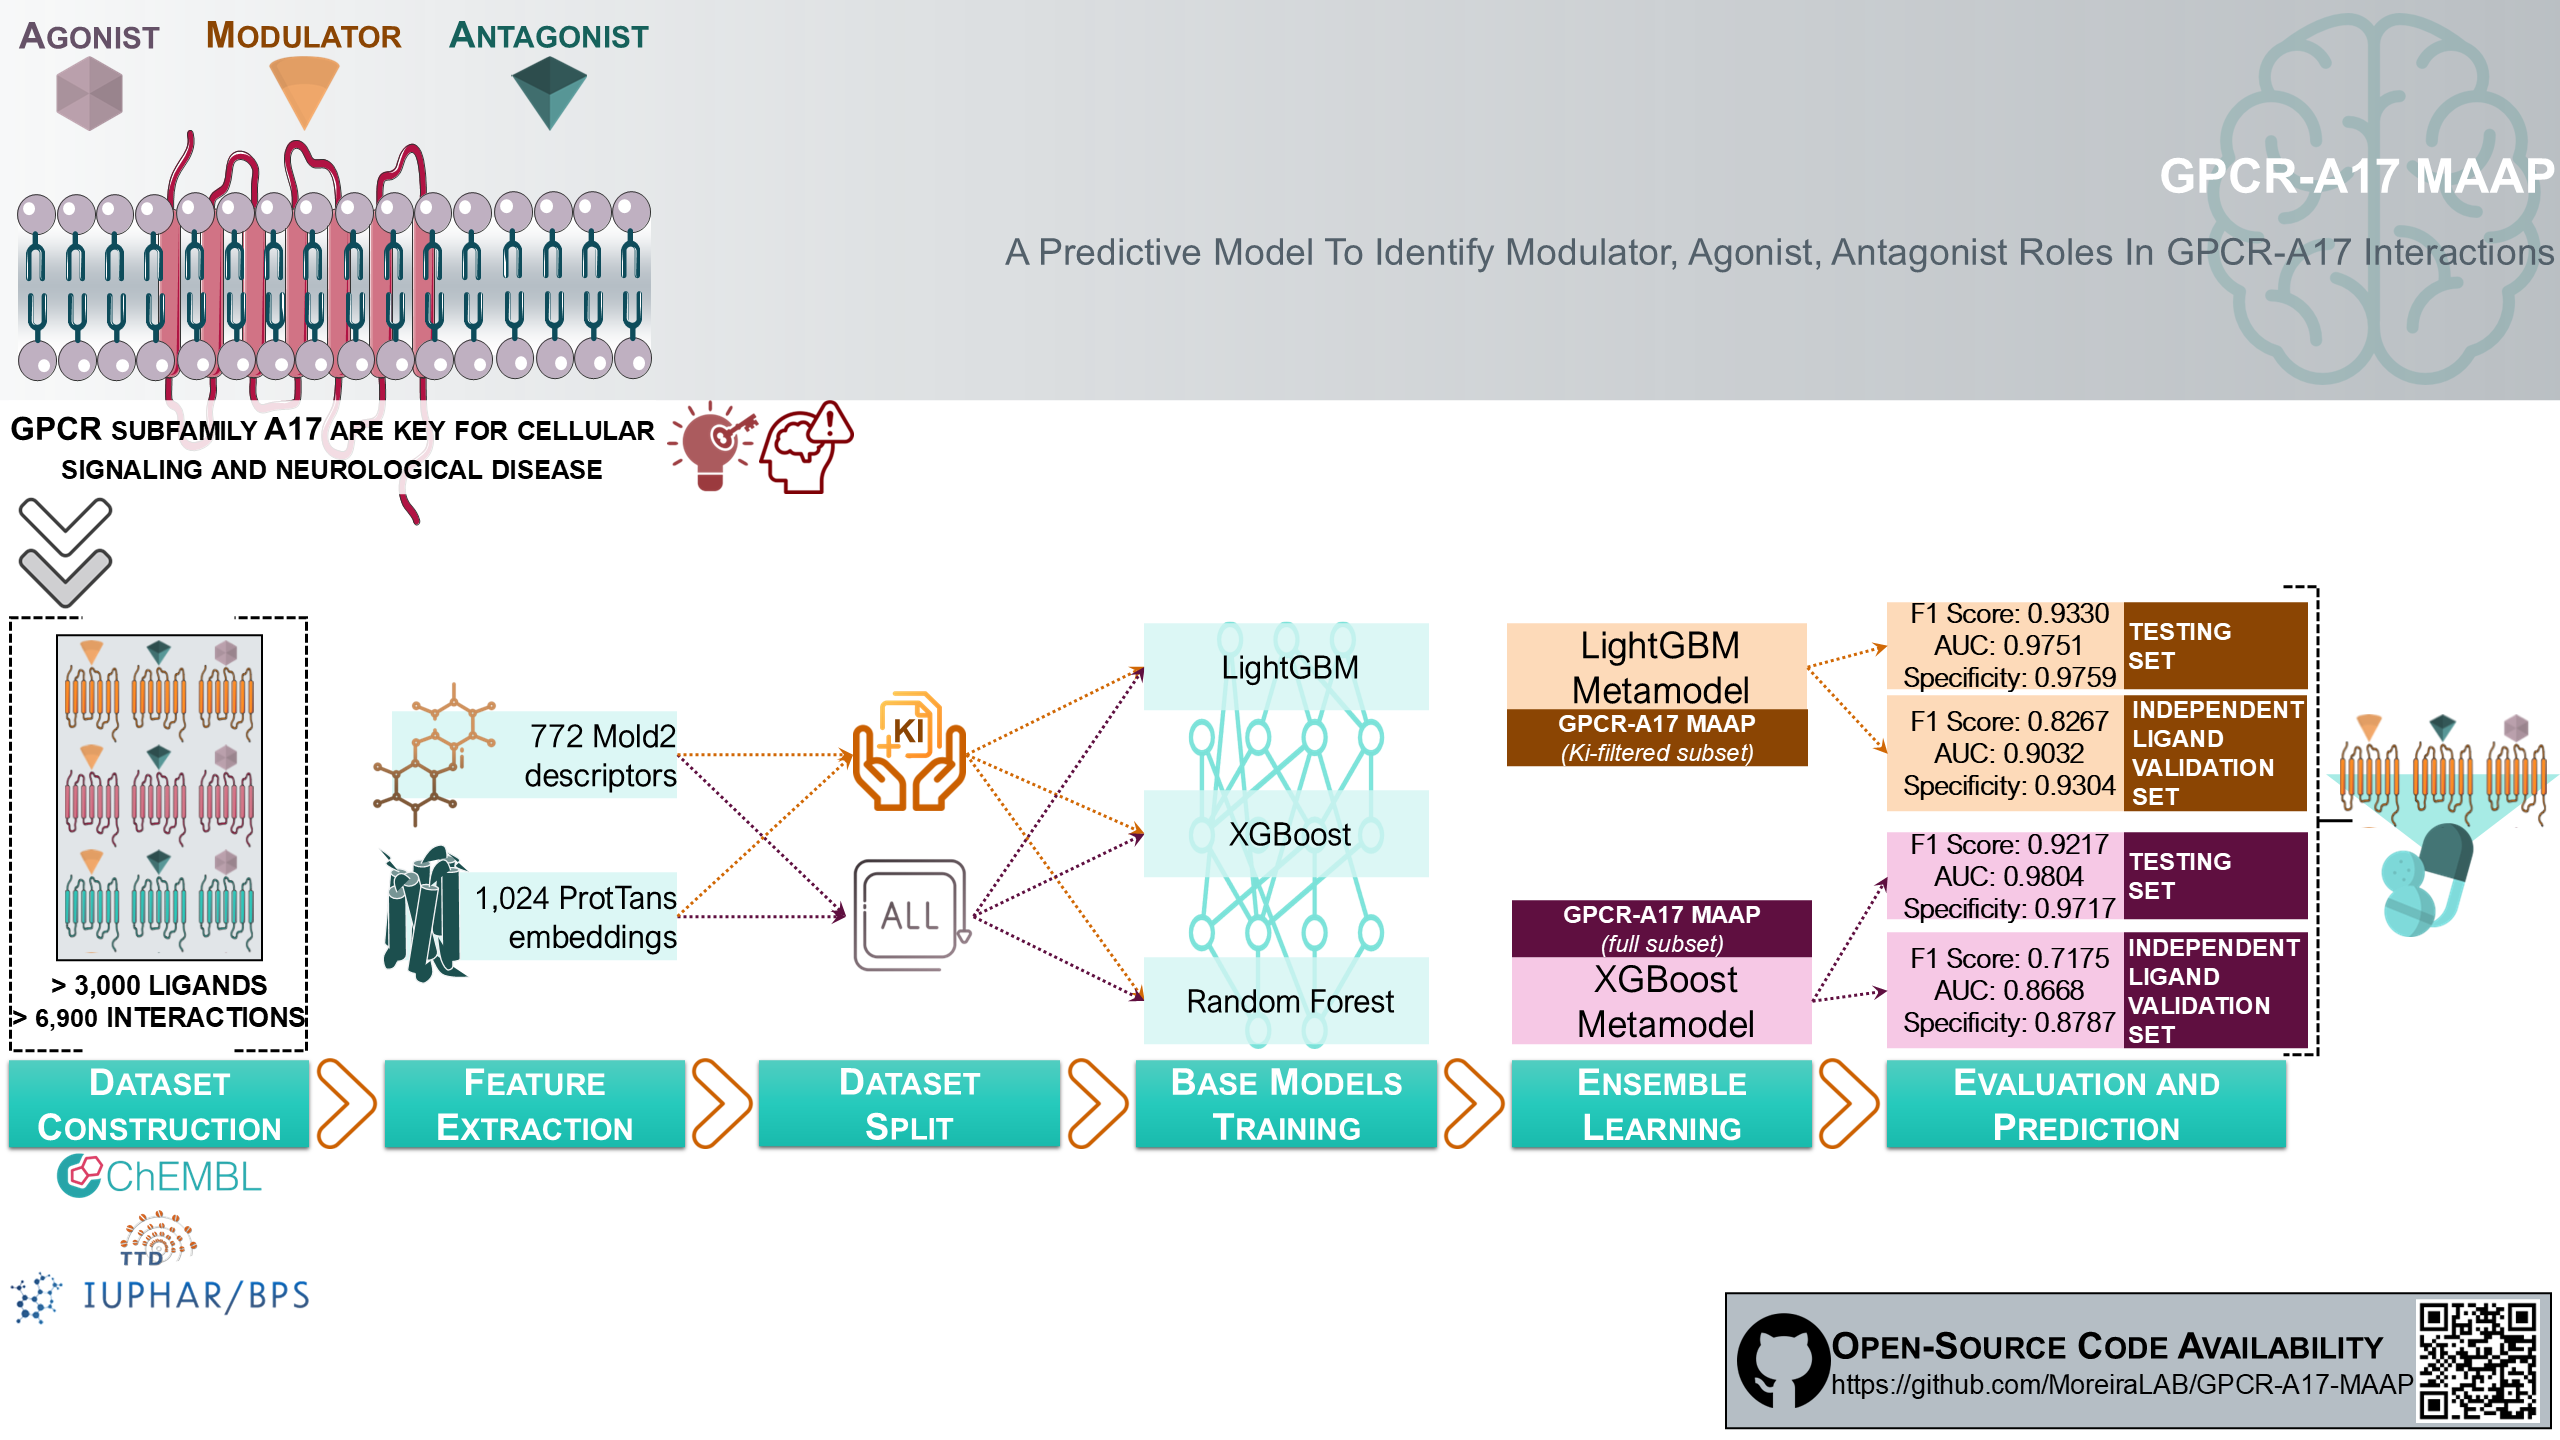 AGONIST
MODULATOR
ANTAGONIST
GPCR-A17 MAAP
A Predictive Model To Identify Modulator, Agonist, Antagonist Roles In GPCR-A17 Interactions
GPCR SUBFAMILY A17 ARE KEY FOR CELLULAR
SIGNALING AND NEUROLOGICAL DISEASE
> 3,000 LIGANDS
> 6,900 INTERACTIONS
DATASET
CONSTRUCTION
ChEMBL
TTD
IUPHAR/BPS
772 Mold2
descriptors
1,024 ProtTans
embeddings
FEATURE
EXTRACTION
KI
ALL
DATASET
SPLIT
LightGBM
XGBoost
Random Forest
BASE MODELS
TRAINING
LightGBM
Metamodel
GPCR-A17 MAAP
(Ki-filtered subset)
GPCR-A17 MAAP
(full subset)
XGBoost
Metamodel
ENSEMBLE
LEARNING
F1 Score: 0.9330
AUC: 0.9751
Specificity: 0.9759
TESTING
SET
F1 Score: 0.8267
AUC: 0.9032
Specificity: 0.9304
INDEPENDENT
LIGAND
VALIDATION
SET
F1 Score: 0.9217
AUC: 0.9804
Specificity: 0.9717
TESTING
SET
F1 Score: 0.7175
AUC: 0.8668
Specificity: 0.8787
INDEPENDENT
LIGAND
VALIDATION
SET
EVALUATION AND
PREDICTION
OPEN-SOURCE CODE AVAILABILITY
https://github.com/MoreiraLAB/GPCR-A17-MAAP